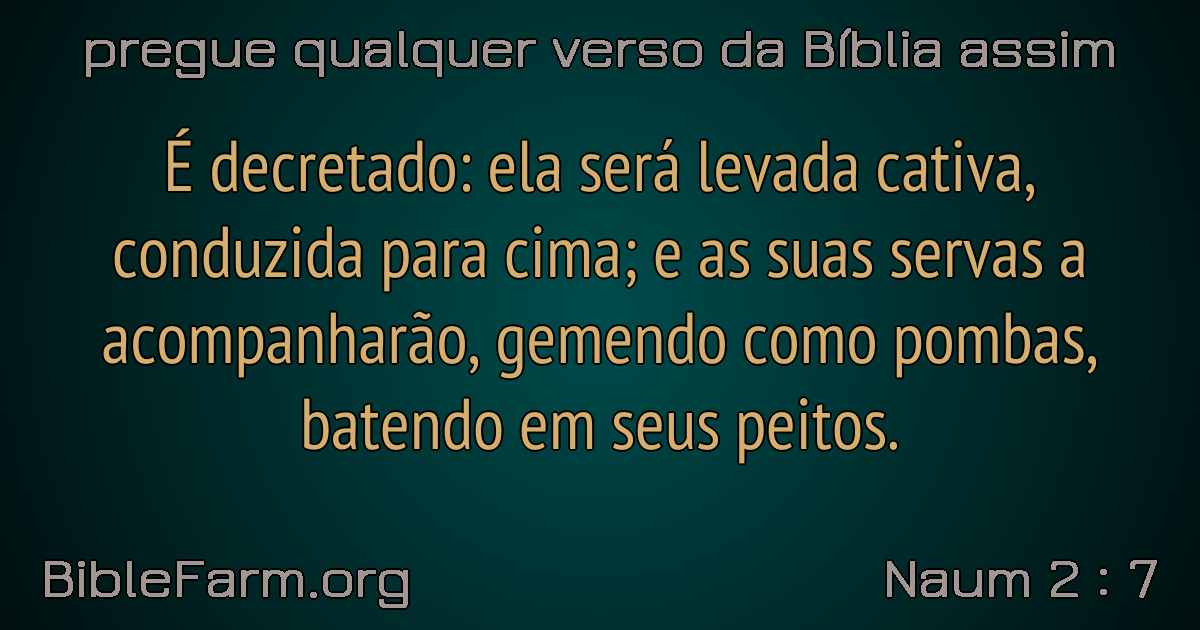 pregue qualquer verso da Bíblia assim
É decretado: ela será levada cativa,
conduzida para cima; e as suas servas a
acompanharão, gemendo como pombas,
batendo em seus peitos.
BibleFarm.org
Naum 2 : 7